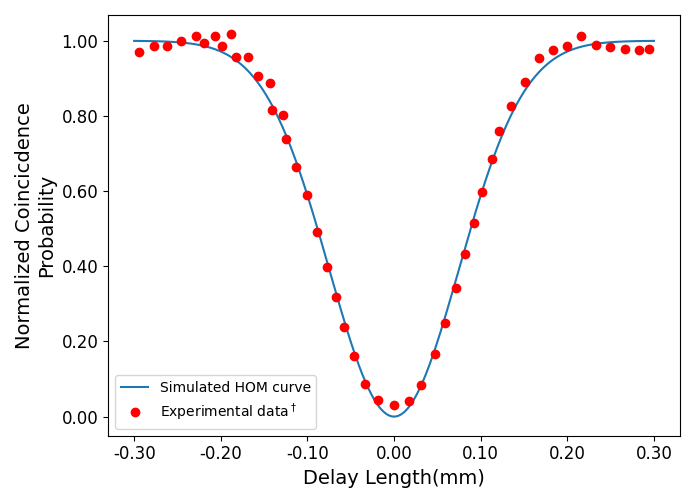 Normalized Coincicdence
Probability
1.00
0.80
0.60
0.40
0.20
0.00
Simulated HOM curve
Experimental data†
-0.30 -0.20 -0.10 0.00 0.10 0.20 0.30
Delay Length(mm)